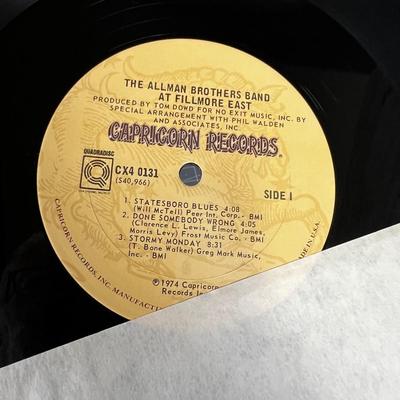 THE ALLMAN BROTHERS BAND
AT FILLMORE EAST
PRODUCED BY TOM DOWD FOR NO EXIT MUSIC, INC. BY
SPECIAL ARRANGEMENT WITH PHIL WALDEN
AND ASSOCIATES, INC.
CAPRICORN RECORDS.
QUADRADISC
CX4 0131
(S40,966)
SIDE 1
1. STATESBORO BLUES 4:08
(Will McTell) Peer Int. Corp. - BMI
2. DONE SOMEBODY WRONG 4:05
(Clarence L. Lewis, Elmore James,
Morris Levy) Frost Music Co. - BMI
3. STORMY MONDAY 8:31
(T. Bone Walker) Greg Mark Music,
Inc. - BMI
℗1974 Capricorn
Records In
CAPRICORN RECORDS, INC. MANUFACTU
MADE IN U.S.A.